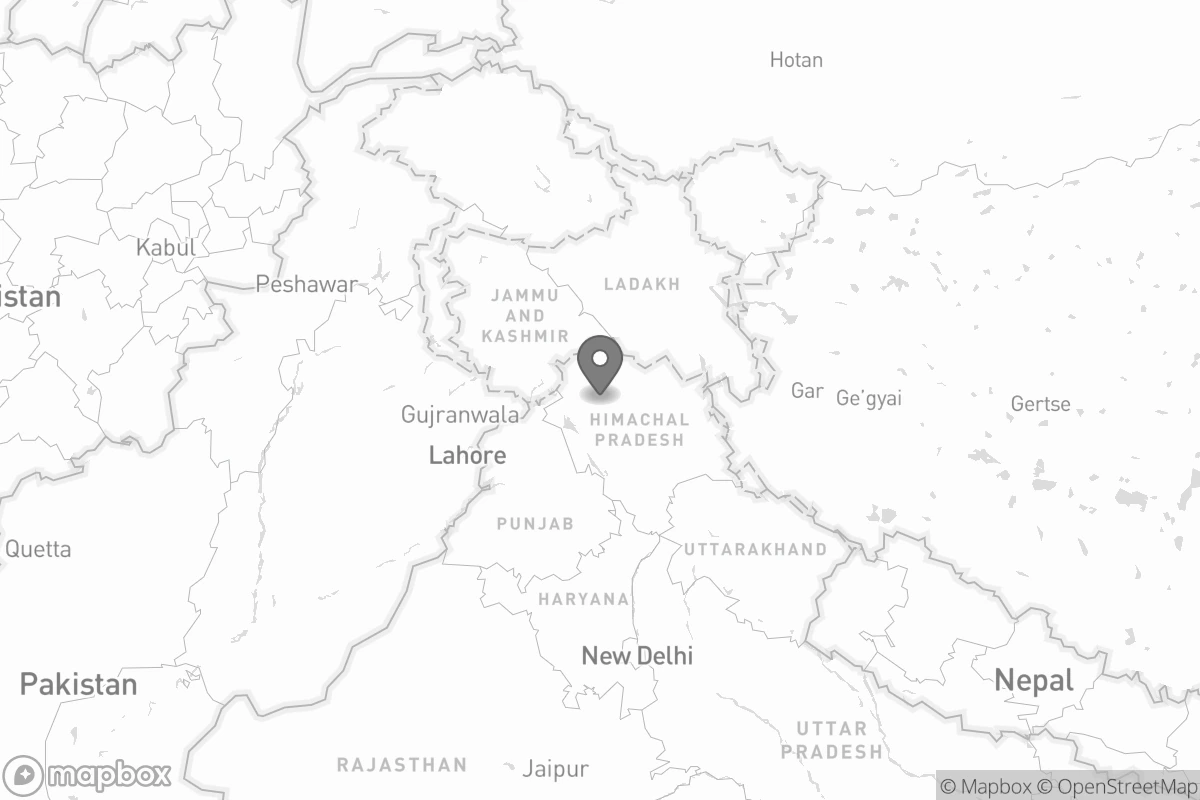 Hotan
Kabul
Peshawar
istan
LADAKH
JAMMU
AND
KASHMIR
Gar
Ge'gyai
Gertse
Gujranwala
HIMACHAL
PRADESH
Lahore
PUNJAB
Quetta
UTTARAKHAND
HARYANA
New Delhi
Pakistan
Nepal
UTTAR
PRADESH
RAJASTHAN
Jaipur
mapbox
© Mapbox © OpenStreetMap